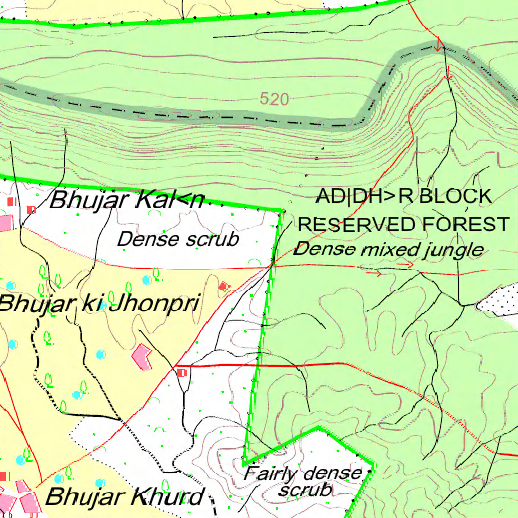 520
Bhujar Kal<n
AD|DH>R BLOCK
RESERVED FOREST
Dense scrub
Dense mixed jungle
Bhujar ki Jhonpri
Fairly dense
scrub
Bhujar Khurd